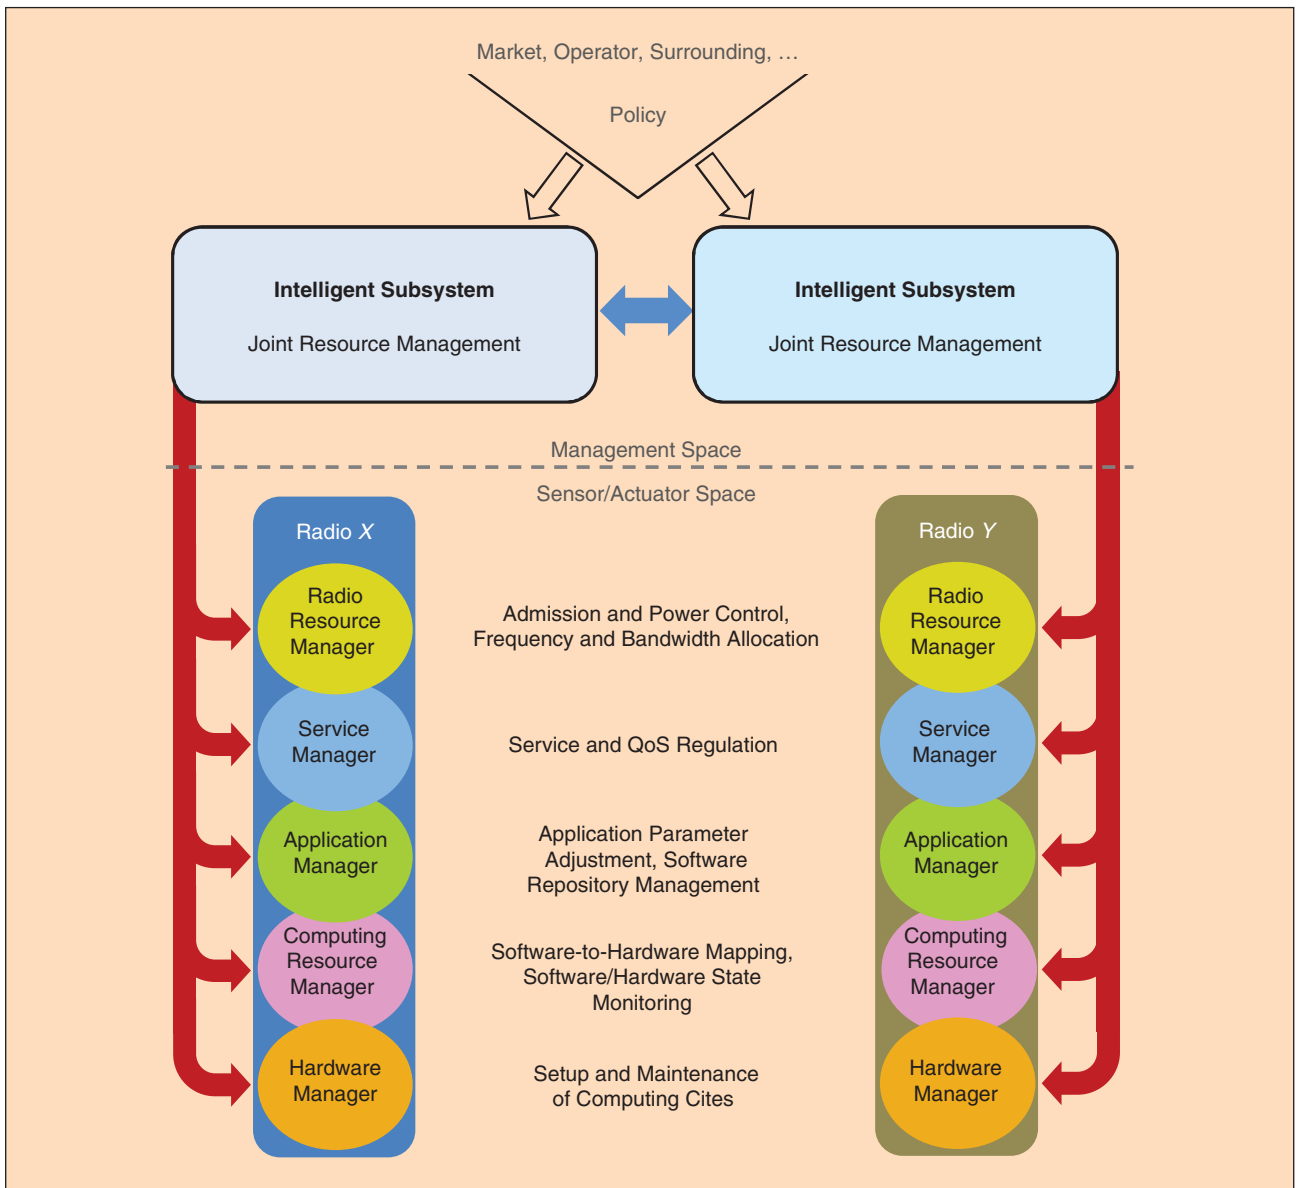 Market, Operator, Surrounding, ...
Policy
Intelligent Subsystem
Joint Resource Management
Intelligent Subsystem
Joint Resource Management
Management Space
Sensor/Actuator Space
Radio X
Radio
Resource
Manager
Service
Manager
Application
Manager
Computing
Resource
Manager
Hardware
Manager
Admission and Power Control,
Frequency and Bandwidth Allocation
Service and QoS Regulation
Application Parameter
Adjustment, Software
Repository Management
Software-to-Hardware Mapping,
Software/Hardware State
Monitoring
Setup and Maintenance
of Computing Cites
Radio Y
Radio
Resource
Manager
Service
Manager
Application
Manager
Computing
Resource
Manager
Hardware
Manager